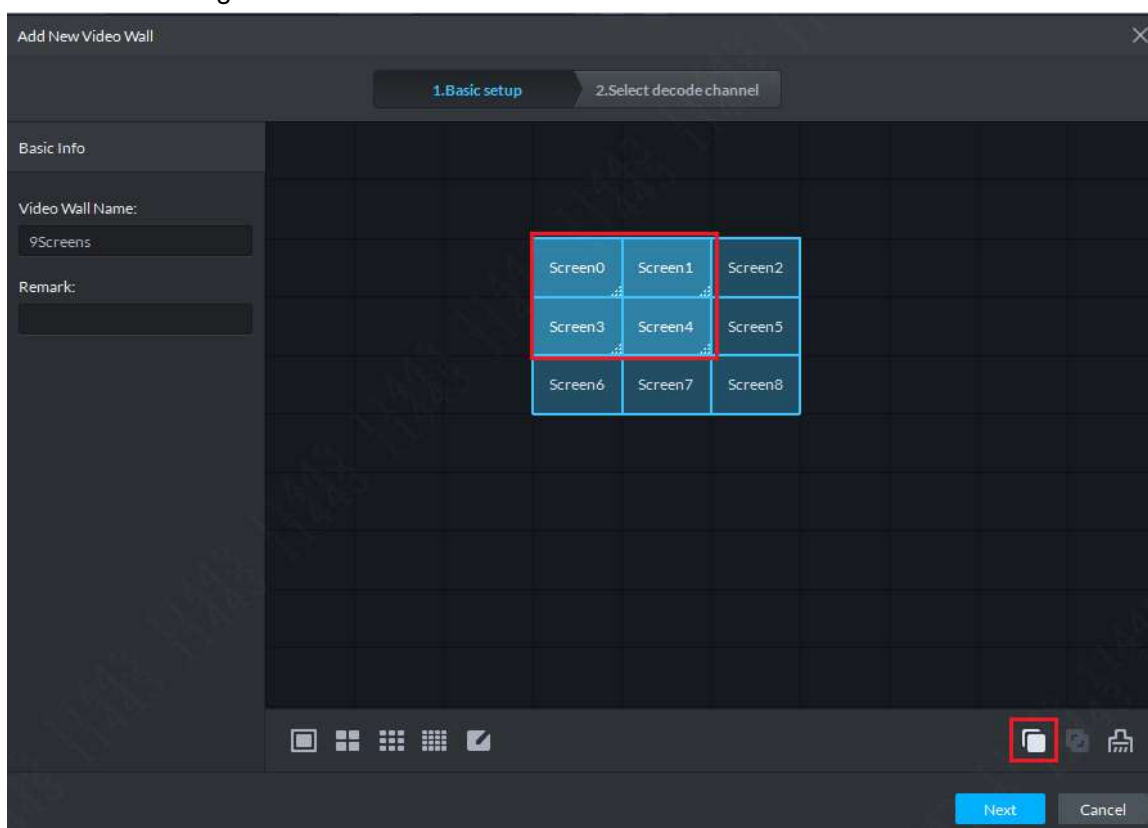 Add New Video Wall
1.Basic setup
2.Select decode channel
Basic Info
Video Wall Name:
9Screens
Remark:
Screen0 Screen1 Screen2
Screen3 Screen4 Screen5
Screen6 Screen7 Screen8
Next Cancel